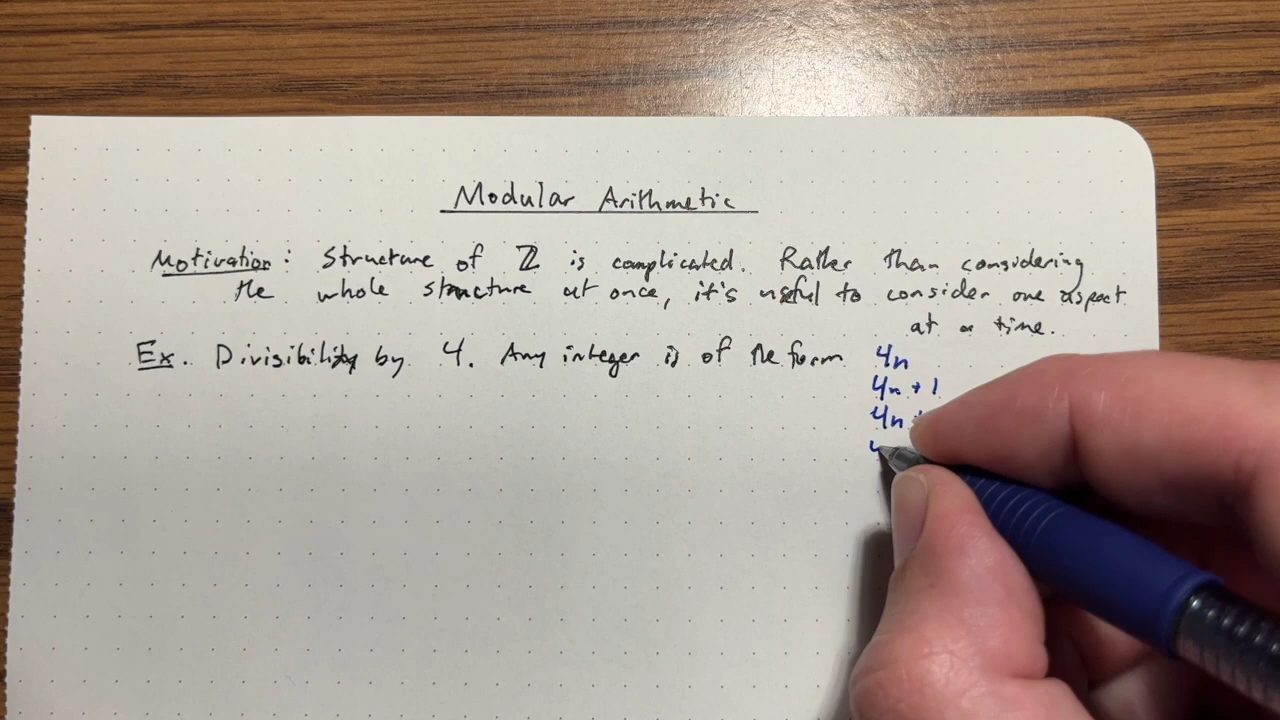 Modular Arithmetic
Motivation: Structure of ℤ is complicated. Rather than considering
the whole structure at once, it's useful to consider one aspect
at a time.
Ex. Divisibility by 4. Any integer is of the form 4n
4n + 1
4n +
4